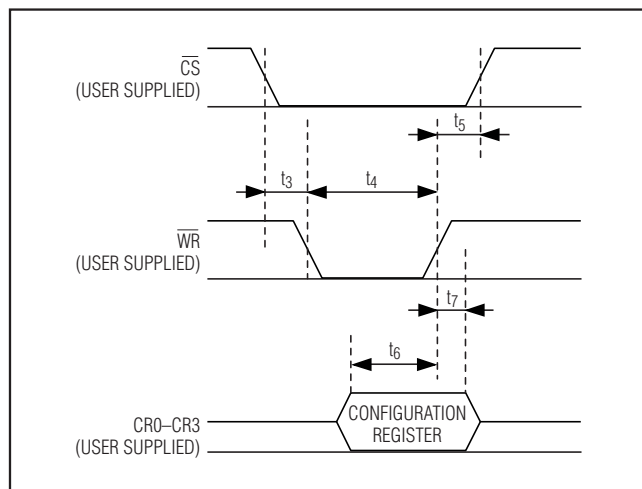 CS
(USER SUPPLIED)
t5
t3
t4
WR
(USER SUPPLIED)
t7
t6
CR0–CR3
(USER SUPPLIED)
CONFIGURATION
REGISTER